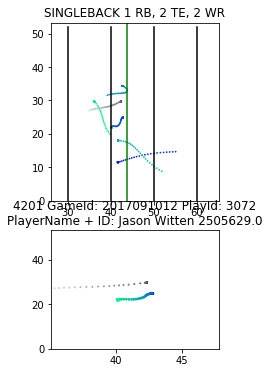 SINGLEBACK 1 RB, 2 TE, 2 WR
50
40
30
20
10
0
30 40 50 60
4201 GameId: 2017091012 PlayId: 3072
PlayerName + ID: Jason Witten 2505629.0
40
20
0
40 45